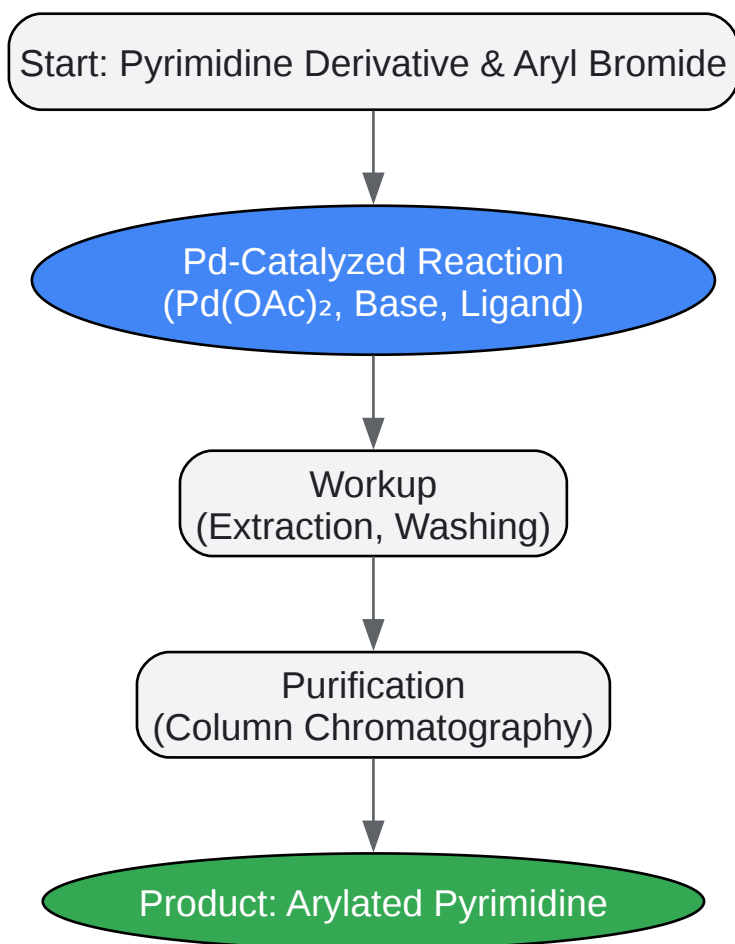 Start: Pyrimidine Derivative & Aryl Bromide
Pd-Catalyzed Reaction
(Pd(OAc)₂, Base, Ligand)
Workup
(Extraction, Washing)
Purification
(Column Chromatography)
Product: Arylated Pyrimidine